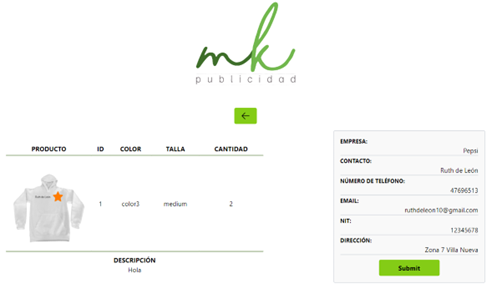 mk
publicidad
PRODUCTO ID COLOR TALLA CANTIDAD
1 color3 medium 2
DESCRIPCIÓN
Hola
EMPRESA:
Pepsi
CONTACTO:
Ruth de León
NÚMERO DE TELÉFONO:
47696513
EMAIL:
ruthdeleon10@gmail.com
NIT:
12345678
DIRECCIÓN:
Zona 7 Villa Nueva
Submit